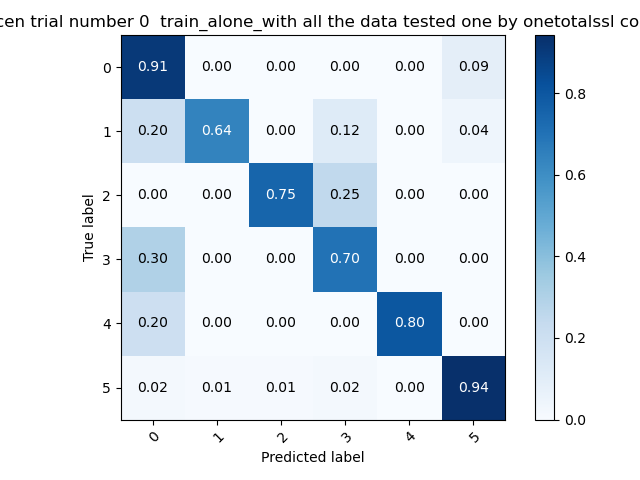 cen trial number 0 train_alone_with all the data tested one by onetotalssl co
0 0.91 0.00 0.00 0.00 0.00 0.09
1 0.20 0.64 0.00 0.12 0.00 0.04
2 0.00 0.00 0.75 0.25 0.00 0.00
3 0.30 0.00 0.00 0.70 0.00 0.00
4 0.20 0.00 0.00 0.00 0.80 0.00
5 0.02 0.01 0.01 0.02 0.00 0.94
0 1 2 3 4 5
True label
Predicted label
0.8
0.6
0.4
0.2
0.0